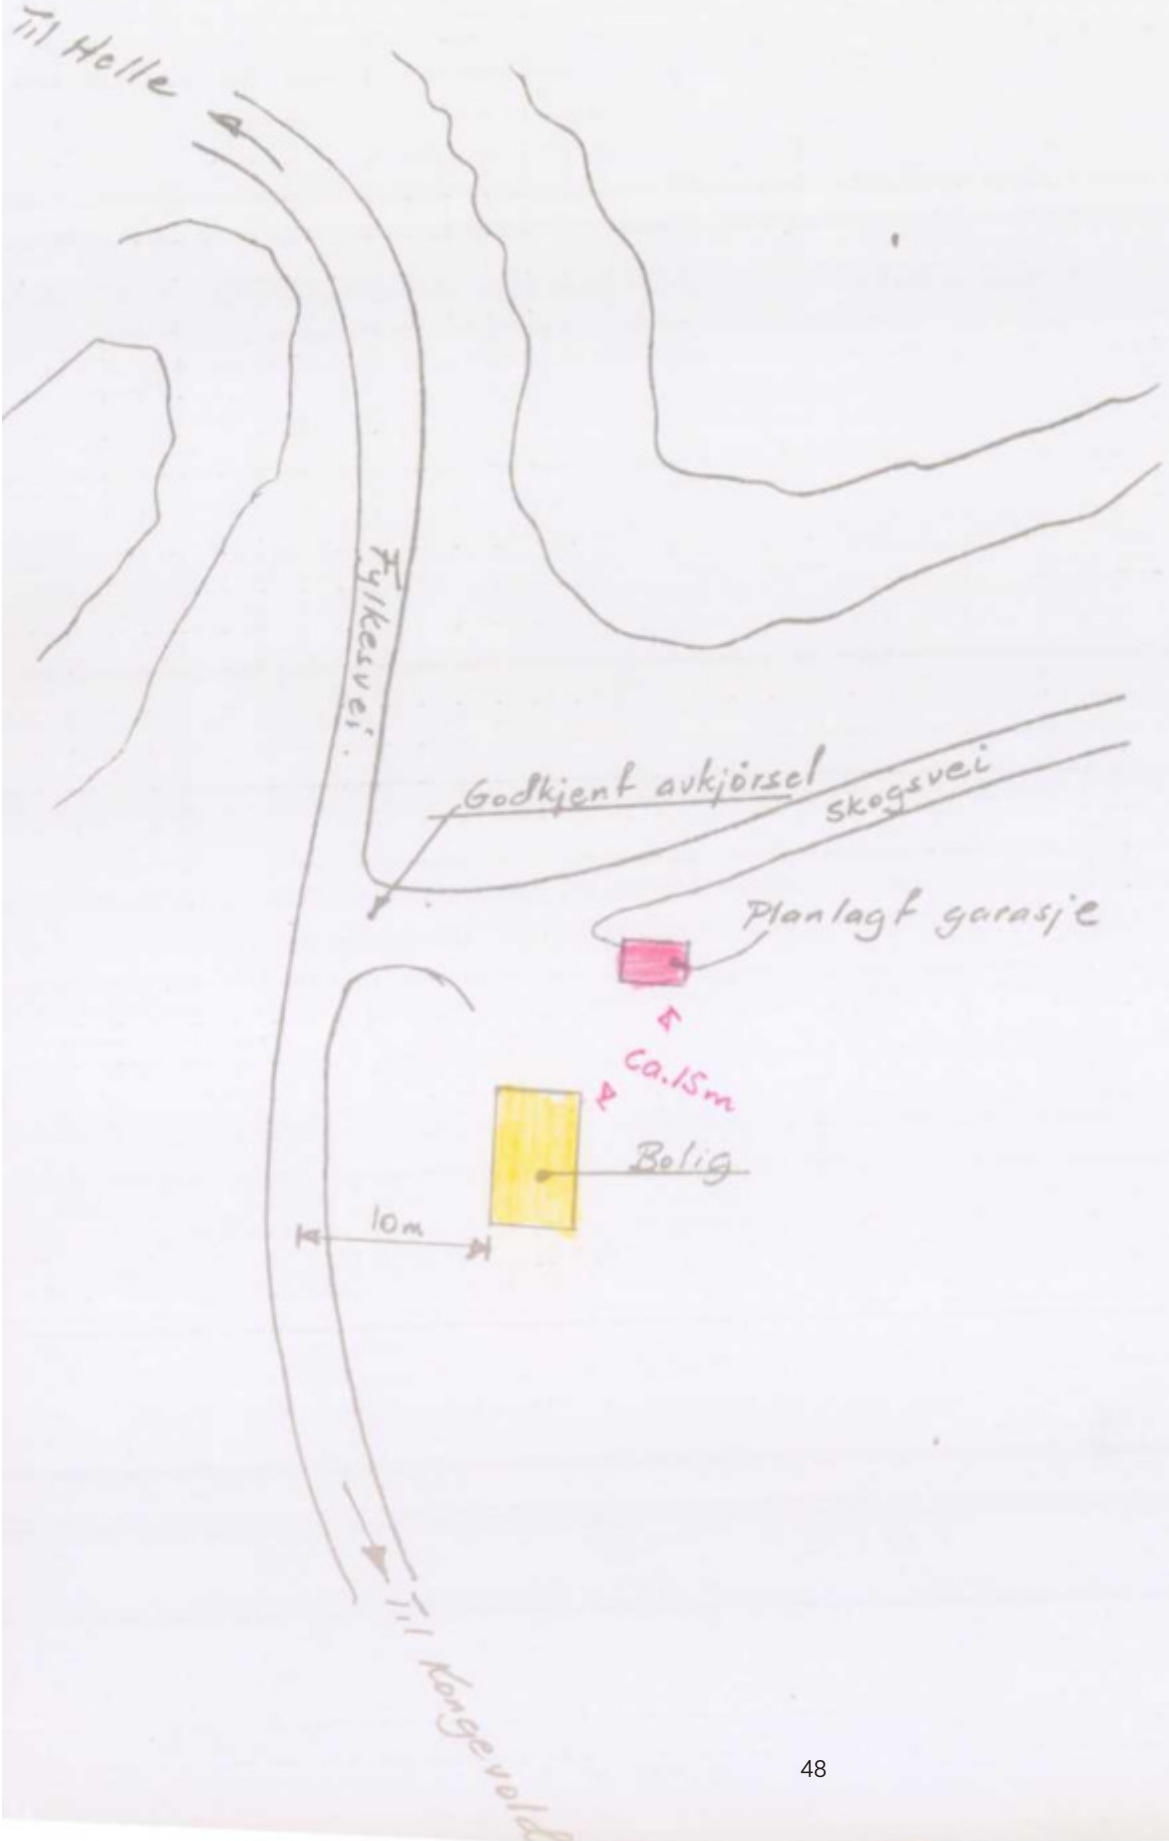 Til Helle
Fylkesvei.
Godkjent avkjörsel
Skogsvei
Planlagt garasje
Ca.15m
Bolig
10m
Til Kongevold
48